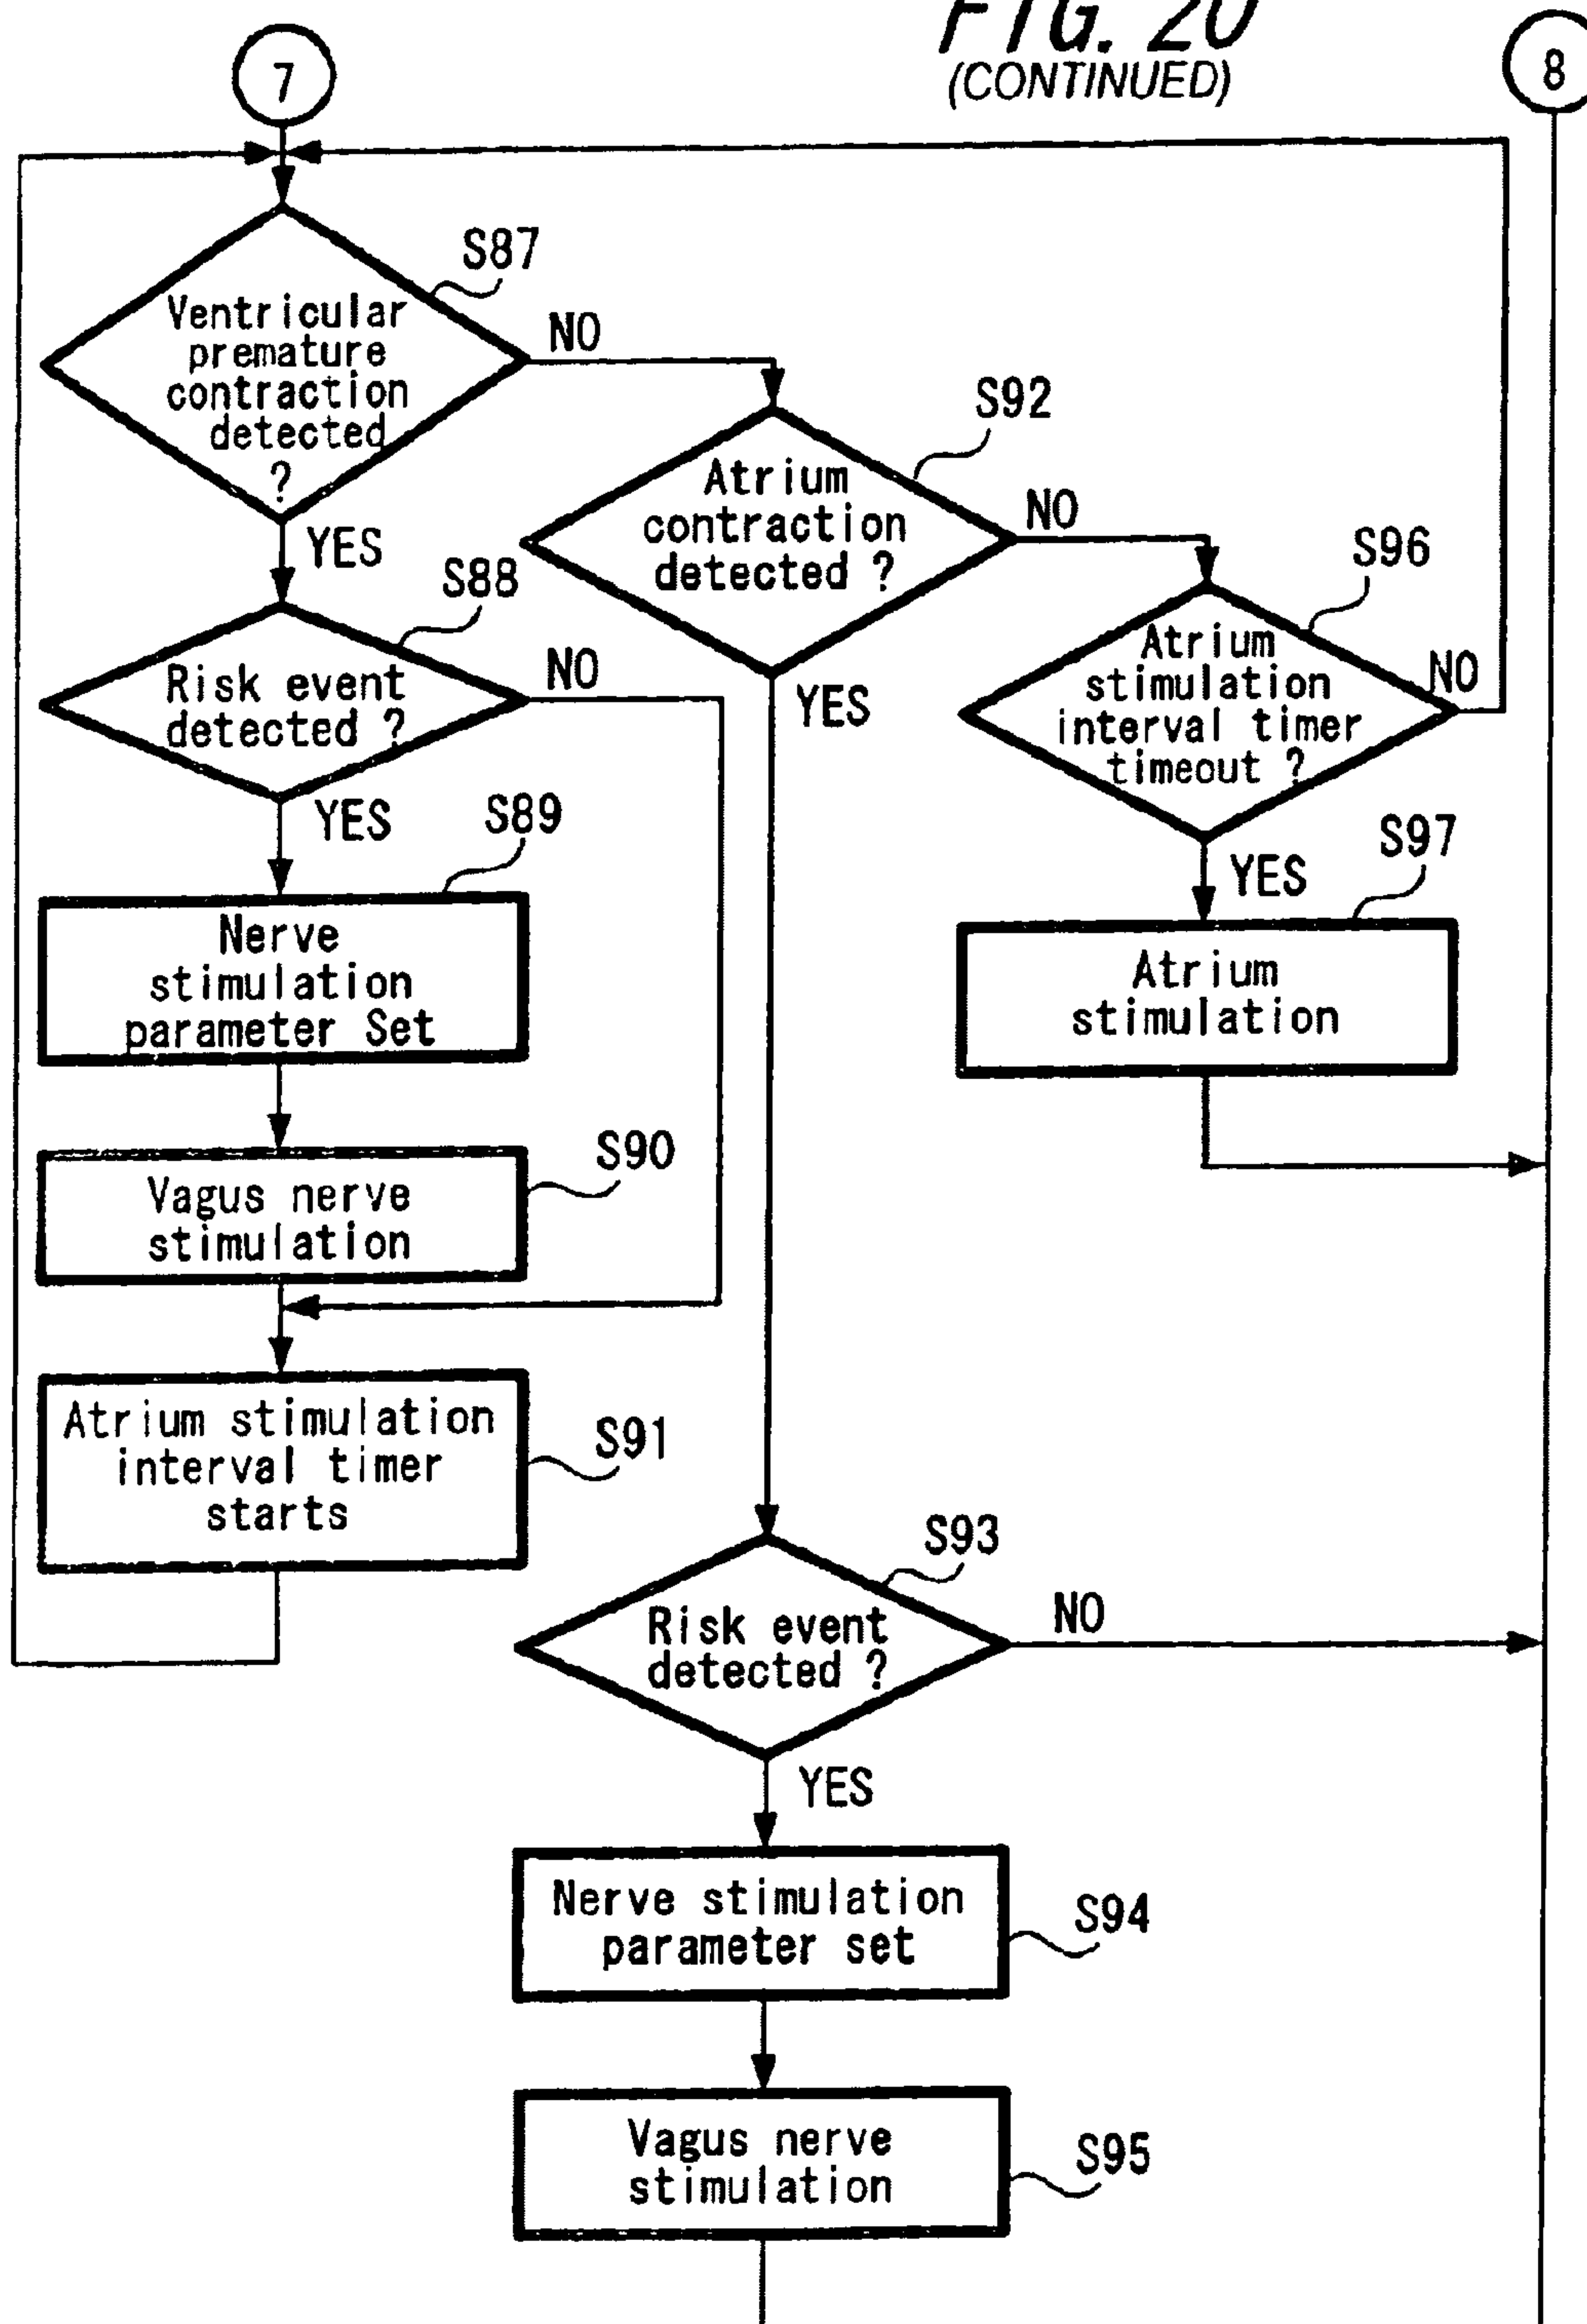 FIG. 20
(CONTINUED)
7
8
S87
Ventricular
premature
contraction
detected
?
NO
YES
S92
Atrium
contraction
detected ?
NO
YES
S96
Atrium
stimulation
interval timer
timeout ?
NO
YES
S88
Risk event
detected ?
NO
YES
S89
Nerve
stimulation
parameter Set
S97
Atrium
stimulation
S90
Vagus nerve
stimulation
S91
Atrium stimulation
interval timer
starts
S93
Risk event
detected ?
NO
YES
S94
Nerve stimulation
parameter set
S95
Vagus nerve
stimulation